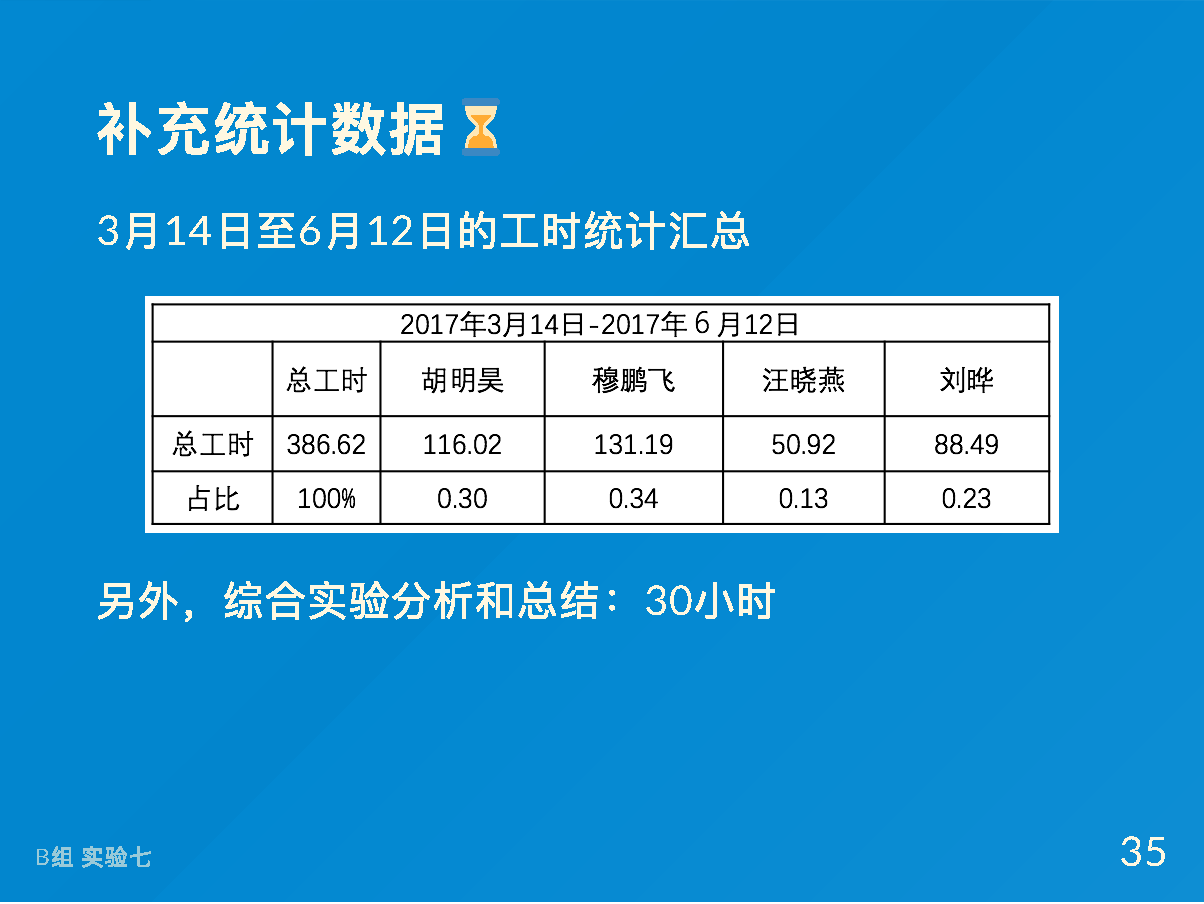 补充统计数据⏳
3月14日至6月12日的工时统计汇总
2017年3月14日-2017年６月12日
总工时 胡明昊 穆鹏飞 汪晓燕 刘晔
总工时 386.62 116.02 131.19 50.92 88.49
占比 100% 0.30 0.34 0.13 0.23
另外，综合实验分析和总结：30小时
B组 实验七
35